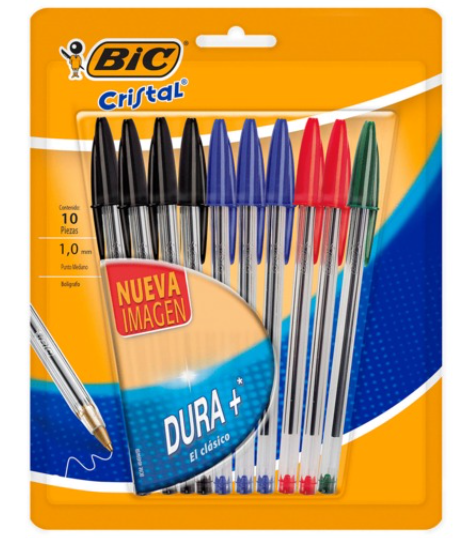 BIC
Cristal®
Contenido:
10
Piezas
1,0 mm
Punto Mediano
Bolígrafo
NUEVA
IMAGEN
DURA +*
El clásico